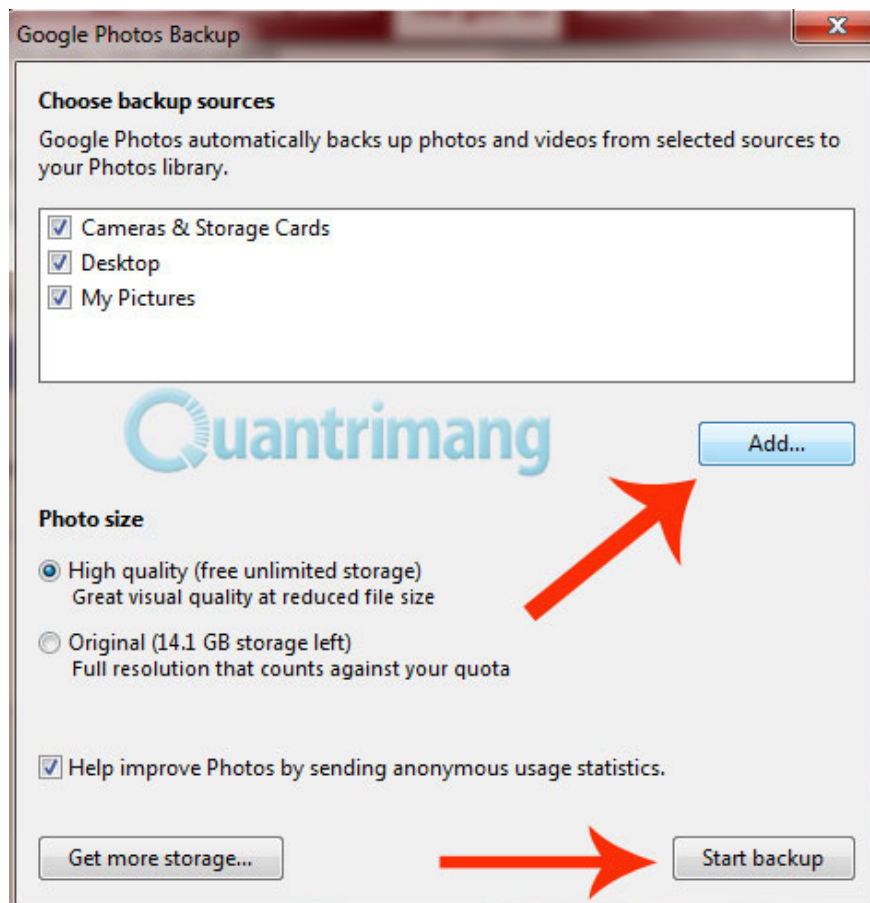 Google Photos Backup
Choose backup sources
Google Photos automatically backs up photos and videos from selected sources to
your Photos library.
Cameras & Storage Cards
Desktop
My Pictures
Quantrimang
Add...
Photo size
High quality (free unlimited storage)
Great visual quality at reduced file size
Original (14.1 GB storage left)
Full resolution that counts against your quota
Help improve Photos by sending anonymous usage statistics.
Get more storage...
Start backup